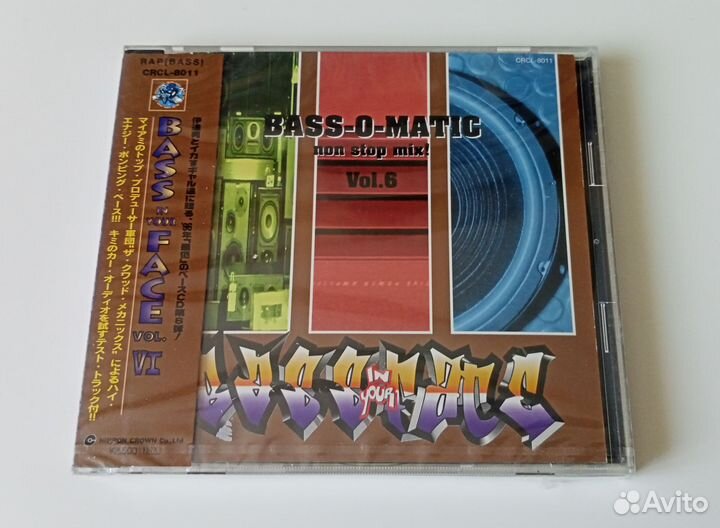 RAP(BASS)
CRCL-8011
BASS
IN
YOUR
FACE
VOL.
VI
マイアミのトップ・プロデューサー軍団“ザ・クワッド・メカニックス”によるハイ・
エナジー・ポンピング・ベース!!! キミのカー・オーディオを試すテスト・トラック付!!
NIPPON CROWN Co.,Ltd
CRCL-8011
BASS-O-MATIC
non stop mix!
Vol.6
Bass
IN
YOUR
Face
Avito